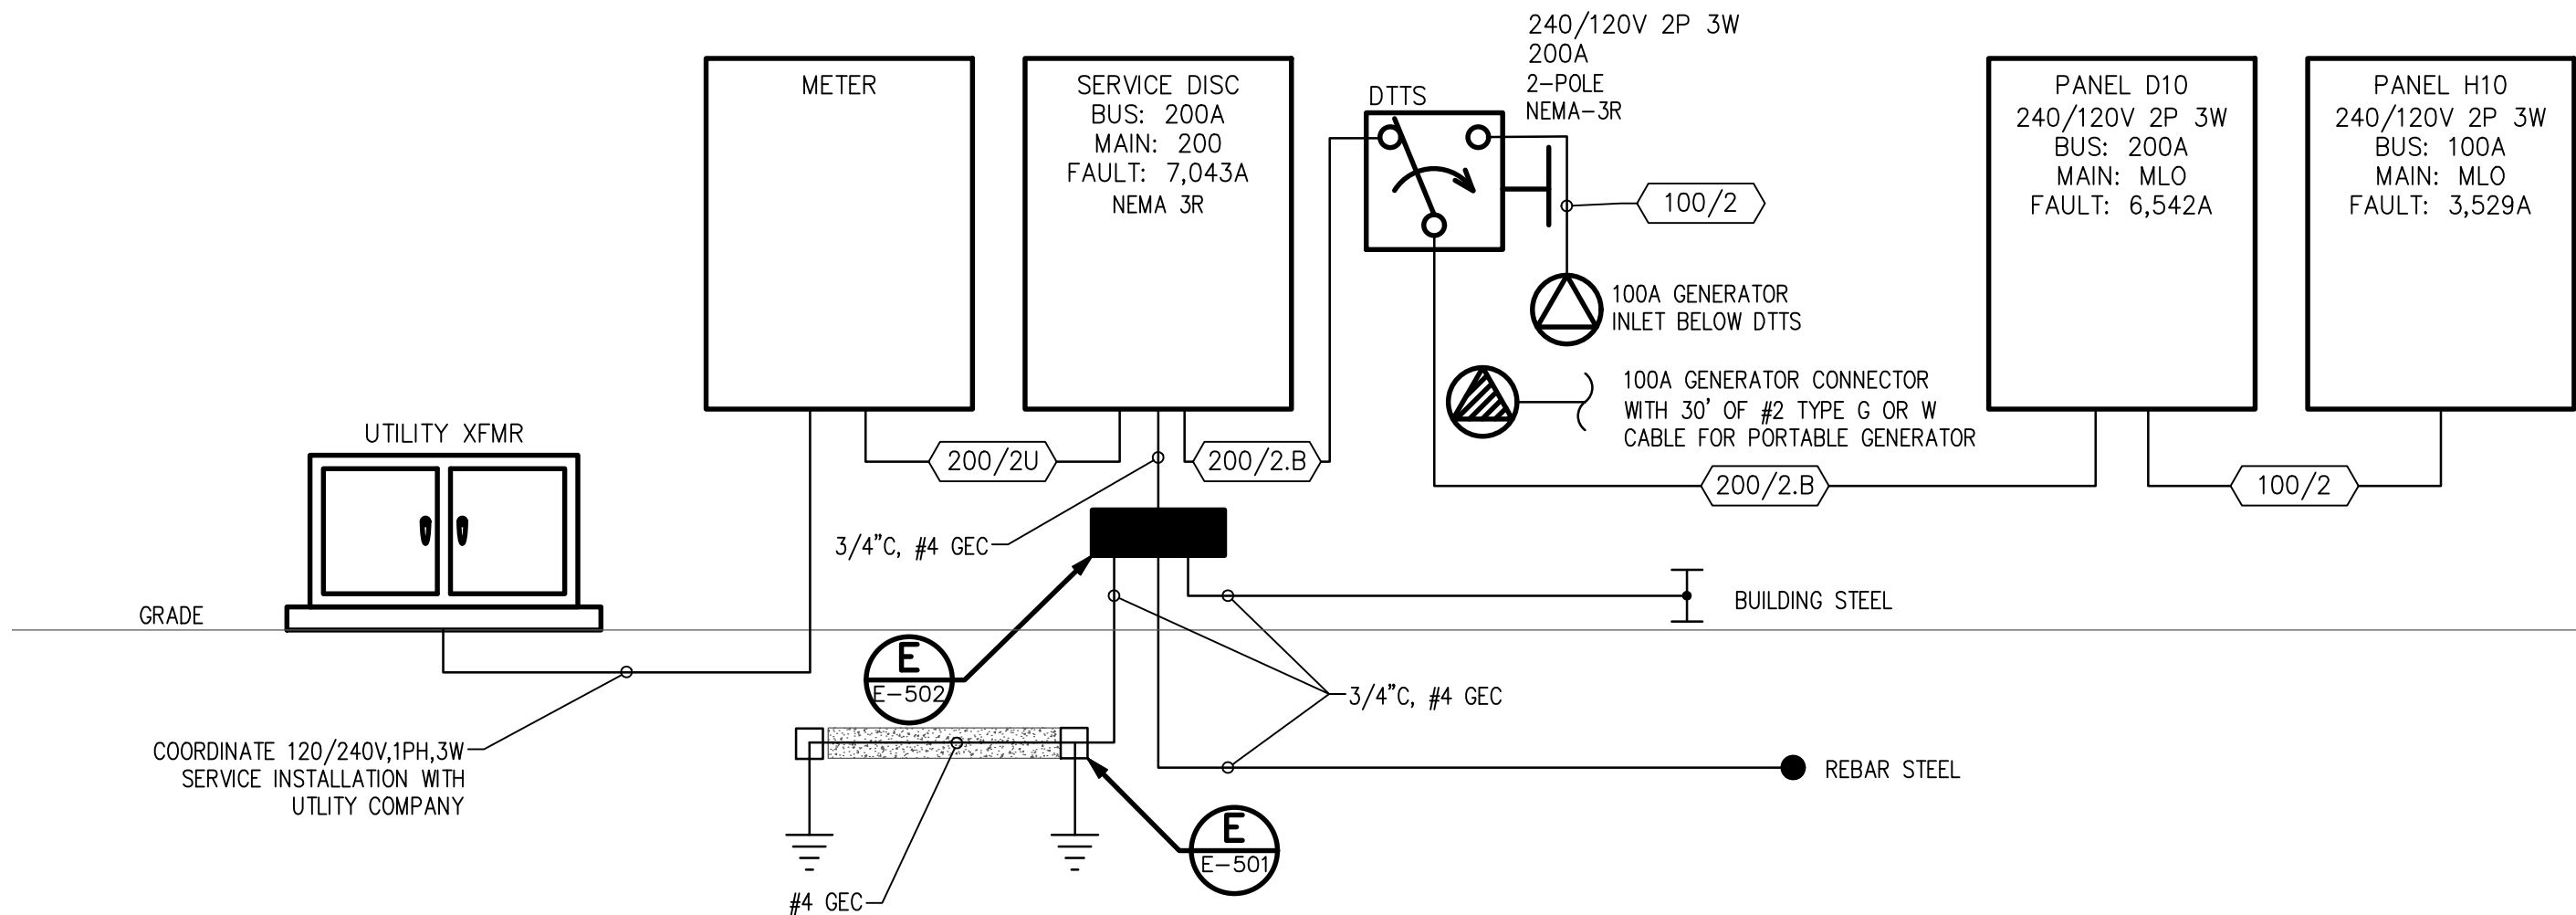 METER
SERVICE DISC
BUS: 200A
MAIN: 200
FAULT: 7,043A
NEMA 3R
DTTS
240/120V 2P 3W
200A
2-POLE
NEMA-3R
100/2
100A GENERATOR
INLET BELOW DTTS
100A GENERATOR CONNECTOR
WITH 30' OF #2 TYPE G OR W
CABLE FOR PORTABLE GENERATOR
PANEL D10
240/120V 2P 3W
BUS: 200A
MAIN: MLO
FAULT: 6,542A
PANEL H10
240/120V 2P 3W
BUS: 100A
MAIN: MLO
FAULT: 3,529A
UTILITY XFMR
200/2U
200/2.B
200/2.B
100/2
3/4"C, #4 GEC
GRADE
BUILDING STEEL
E
E-502
3/4"C, #4 GEC
COORDINATE 120/240V,1PH,3W
SERVICE INSTALLATION WITH
UTLITY COMPANY
REBAR STEEL
E
E-501
#4 GEC